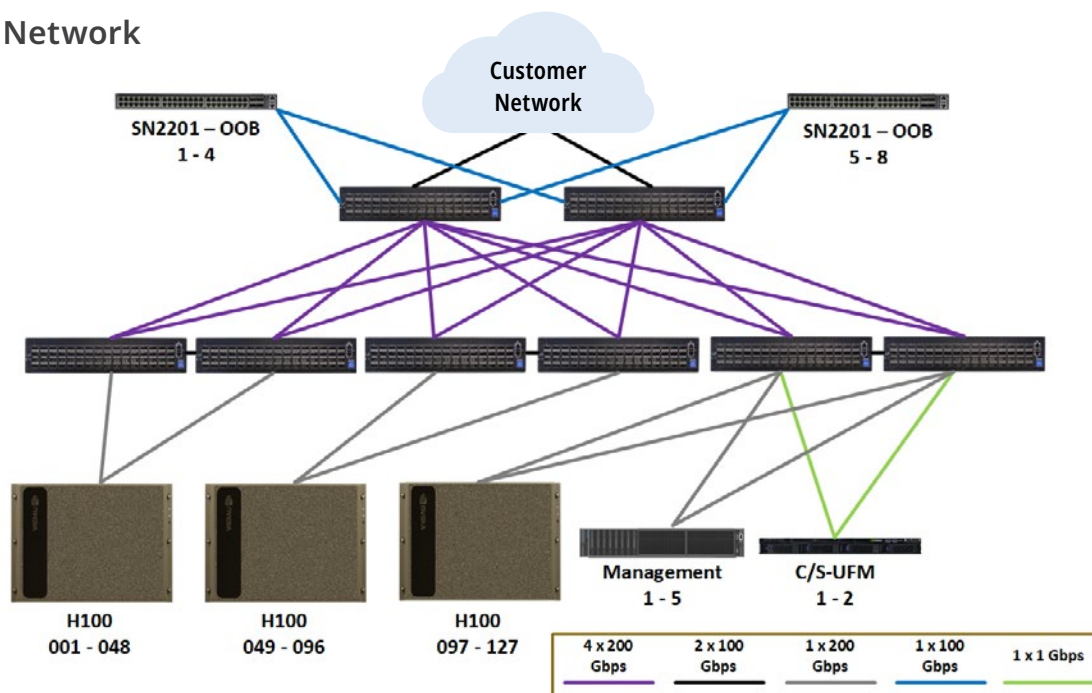 Network
Customer
Network
SN2201 – OOB
1 - 4
SN2201 – OOB
5 - 8
H100
001 - 048
H100
049 - 096
H100
097 - 127
Management
1 - 5
C/S-UFM
1 - 2
4 x 200
Gbps
2 x 100
Gbps
1 x 200
Gbps
1 x 100
Gbps
1 x 1 Gbps